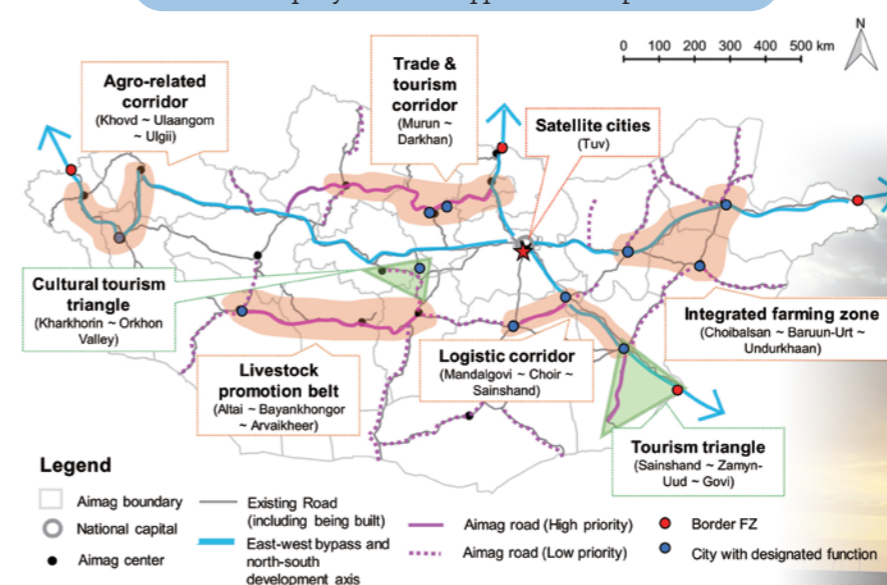 N
0 100 200 300 400 500 km
Trade &
tourism
corridor
(Murun ~
Darkhan)
Agro-related
corridor
(Khovd ~ Ulaangom
~ Ulgii)
Satellite cities
(Tuv)
Cultural tourism
triangle
(Kharkhorin ~ Orkhon
Valley)
Integrated farming zone
(Choibalsan ~ Baruun-Urt ~
Undurkhaan)
Logistic corridor
(Mandalgovi ~ Choir ~
Sainshand)
Livestock
promotion belt
(Altai ~ Bayankhongor
~ Arvaikheer)
Tourism triangle
(Sainshand ~ Zamyn-
Uud ~ Govi)
Legend
Aimag boundary
National capital
Aimag center
Existing Road
(including being built)
East-west bypass and
north-south
development axis
Aimag road (High priority)
Aimag road (Low priority)
Border FZ
City with designated function